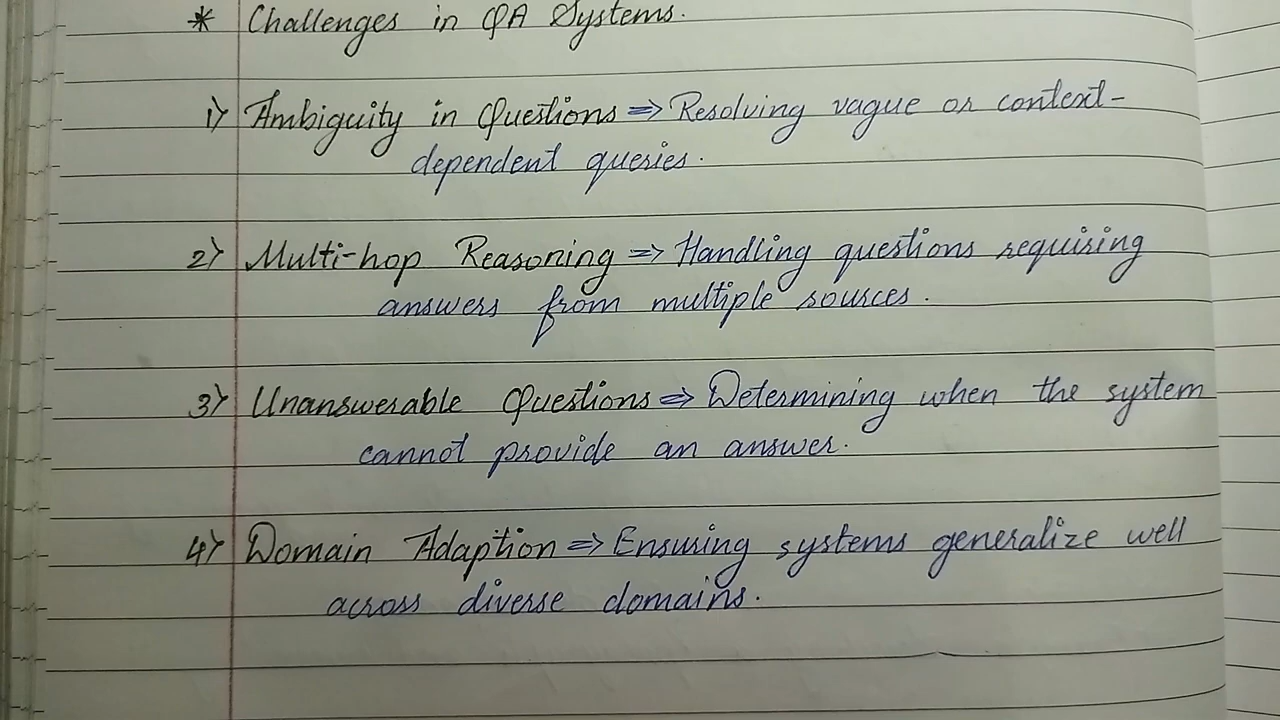 * Challenges in QA Systems.
1) Ambiguity in Questions => Resolving vague or context-
dependent queries.
2) Multi-hop Reasoning => Handling questions requiring
answers from multiple sources.
3) Unanswerable Questions => Determining when the system
cannot provide an answer.
4) Domain Adaption => Ensuring systems generalize well
across diverse domains.